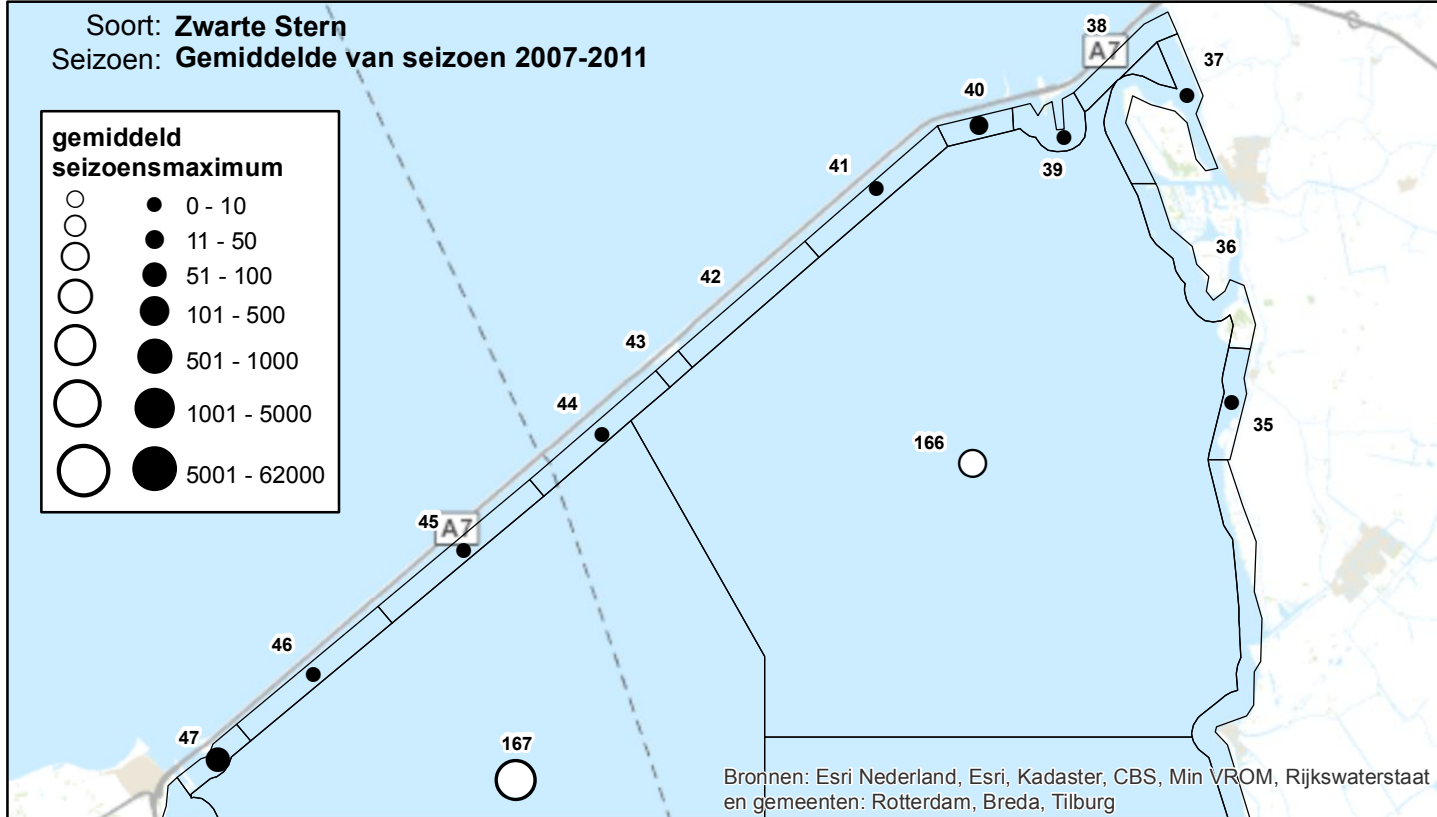 Soort: Zwarte Stern
Seizoen: Gemiddelde van seizoen 2007-2011
gemiddeld
seizoensmaximum
0 - 10
11 - 50
51 - 100
101 - 500
501 - 1000
1001 - 5000
5001 - 62000
38
A7
37
40
39
41
36
42
43
44
35
166
45
A7
46
47
167
Bronnen: Esri Nederland, Esri, Kadaster, CBS, Min VROM, Rijkswaterstaat
en gemeenten: Rotterdam, Breda, Tilburg